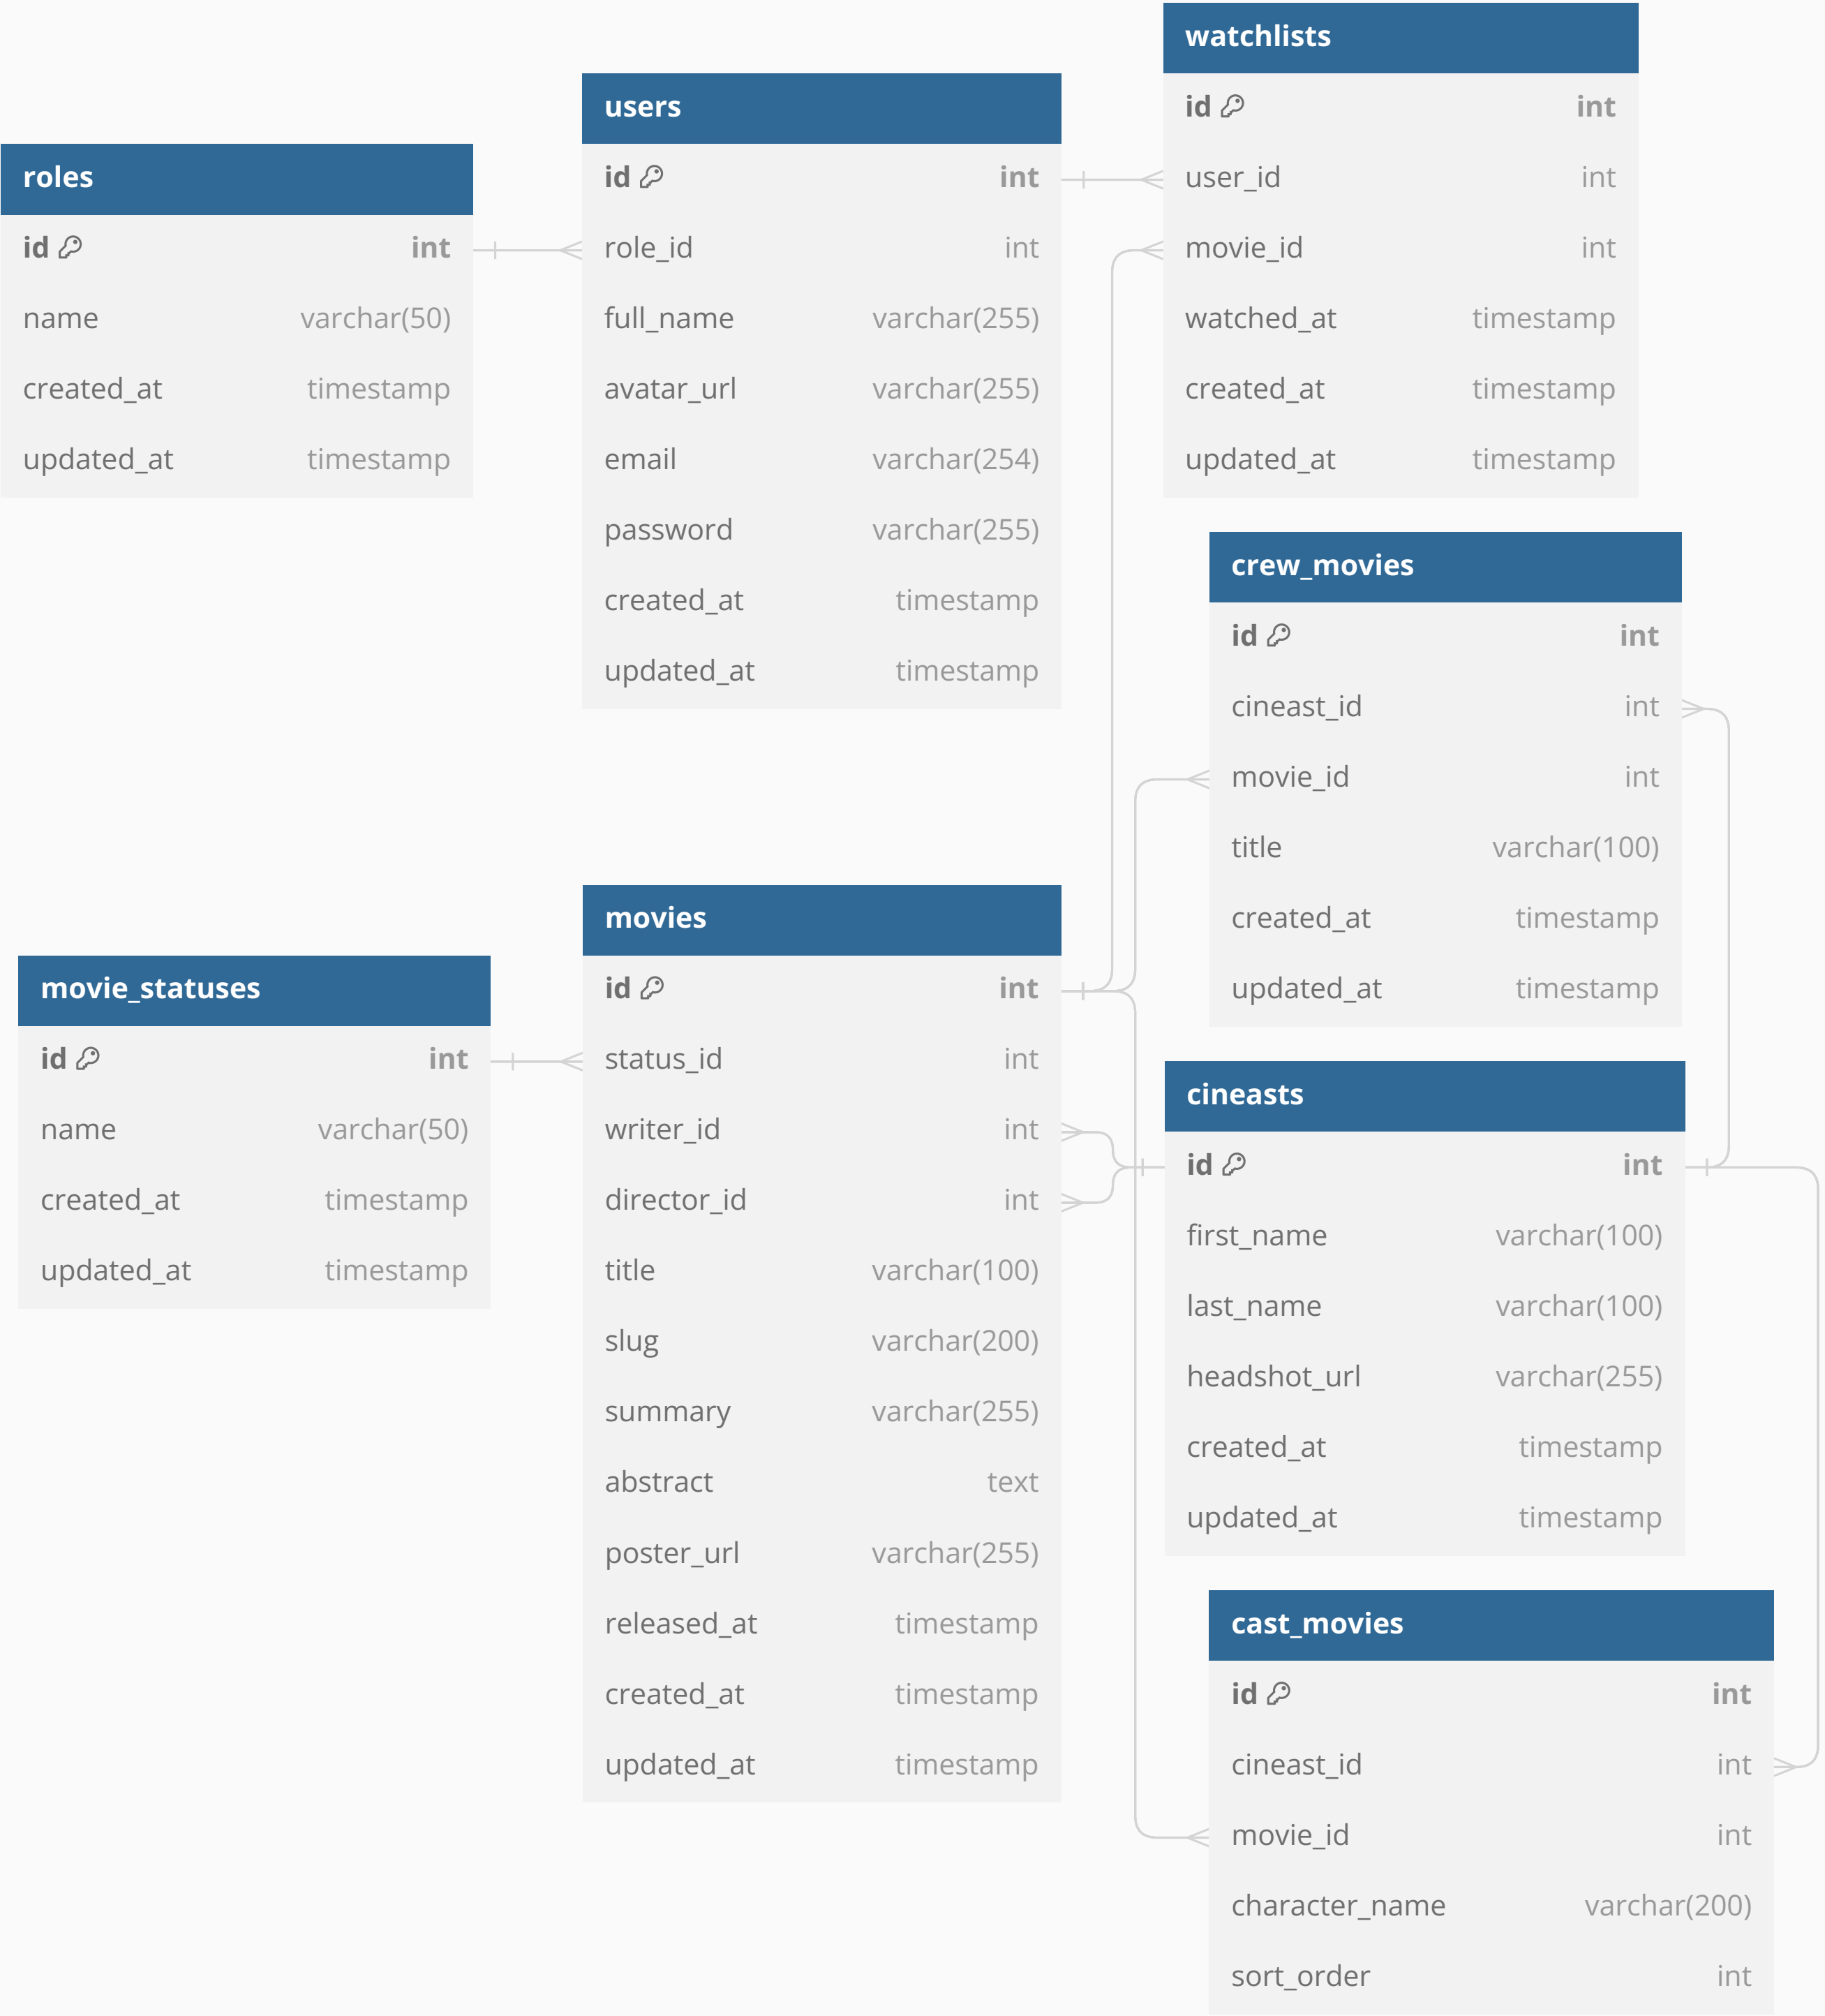 roles
id int
name varchar(50)
created_at timestamp
updated_at timestamp
users
id int
role_id int
full_name varchar(255)
avatar_url varchar(255)
email varchar(254)
password varchar(255)
created_at timestamp
updated_at timestamp
watchlists
id int
user_id int
movie_id int
watched_at timestamp
created_at timestamp
updated_at timestamp
crew_movies
id int
cineast_id int
movie_id int
title varchar(100)
created_at timestamp
updated_at timestamp
movie_statuses
id int
name varchar(50)
created_at timestamp
updated_at timestamp
movies
id int
status_id int
writer_id int
director_id int
title varchar(100)
slug varchar(200)
summary varchar(255)
abstract text
poster_url varchar(255)
released_at timestamp
created_at timestamp
updated_at timestamp
cineasts
id int
first_name varchar(100)
last_name varchar(100)
headshot_url varchar(255)
created_at timestamp
updated_at timestamp
cast_movies
id int
cineast_id int
movie_id int
character_name varchar(200)
sort_order int